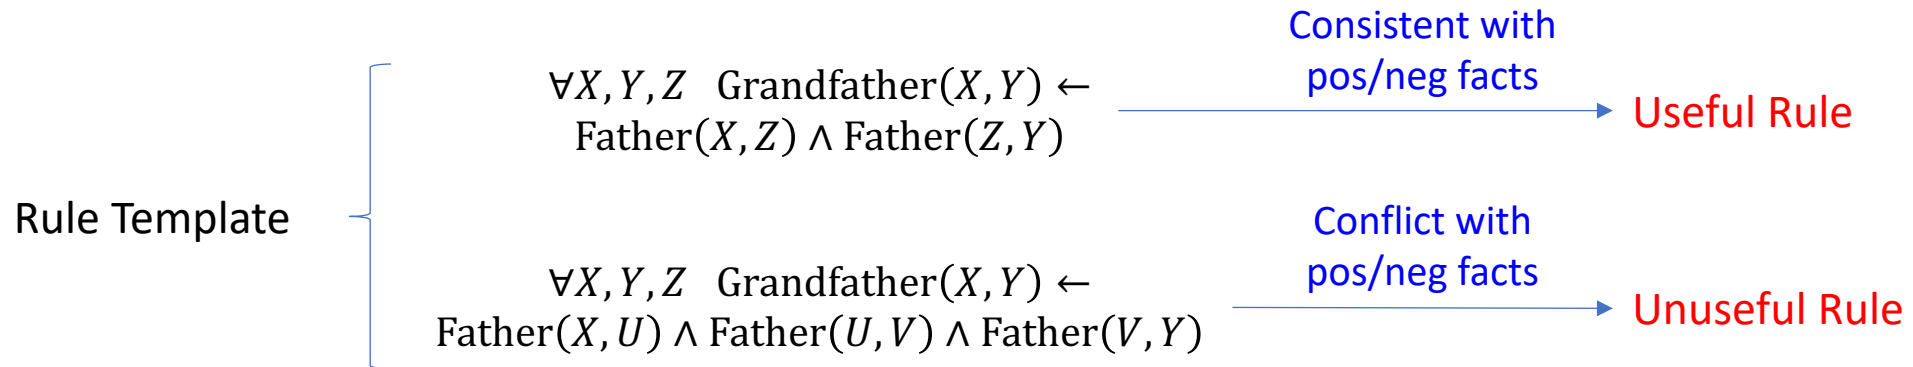 Rule Template
∀X, Y, Z Grandfather(X, Y) ←
Father(X, Z) ∧ Father(Z, Y)
Consistent with
pos/neg facts
Useful Rule
∀X, Y, Z Grandfather(X, Y) ←
Father(X, U) ∧ Father(U, V) ∧ Father(V, Y)
Conflict with
pos/neg facts
Unuseful Rule